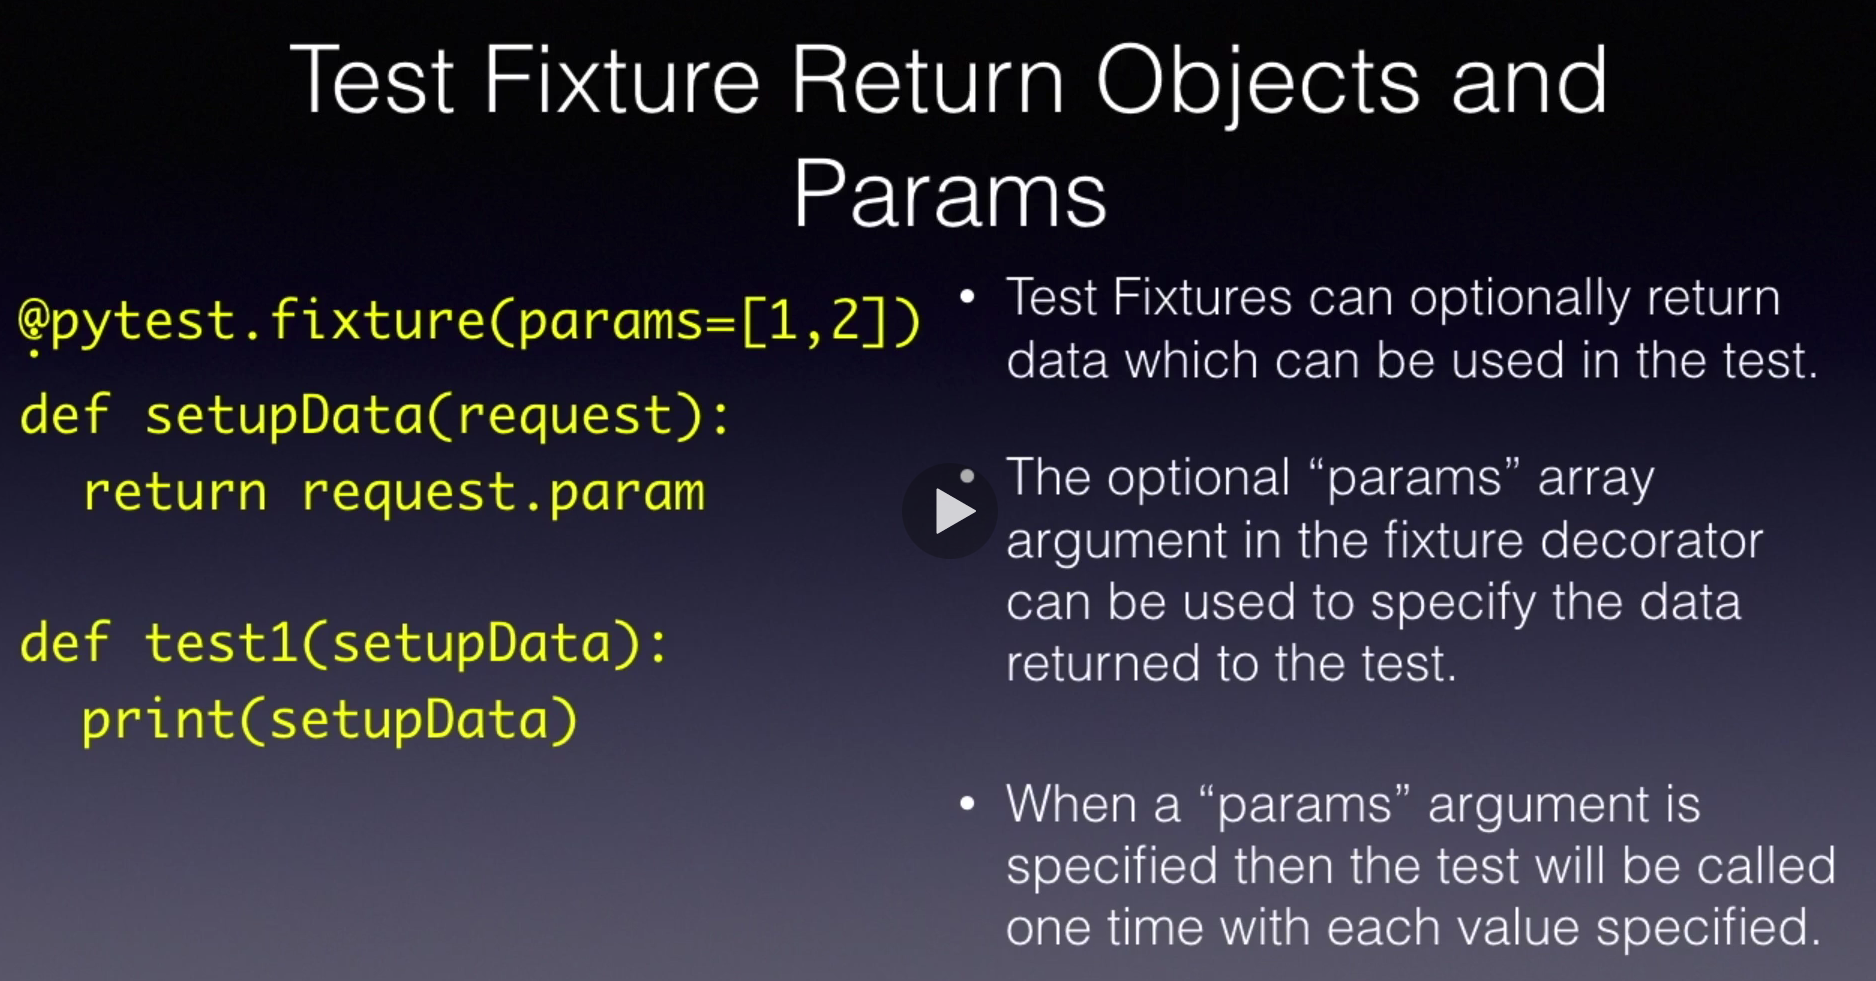 Test Fixture Return Objects and
Params
@pytest.fixture(params=[1,2])
def setupData(request):
  return request.param
def test1(setupData):
  print(setupData)
• Test Fixtures can optionally return
data which can be used in the test.
• The optional “params” array
argument in the fixture decorator
can be used to specify the data
returned to the test.
• When a “params” argument is
specified then the test will be called
one time with each value specified.